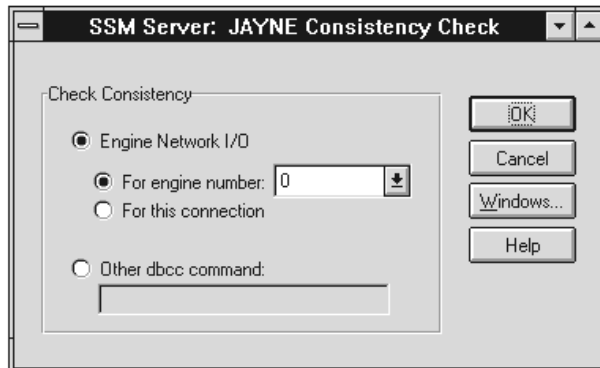 SSM Server: JAYNE Consistency Check
Check Consistency
Engine Network I/O
For engine number: 0
For this connection
Other dbcc command:
OK
Cancel
Windows...
Help